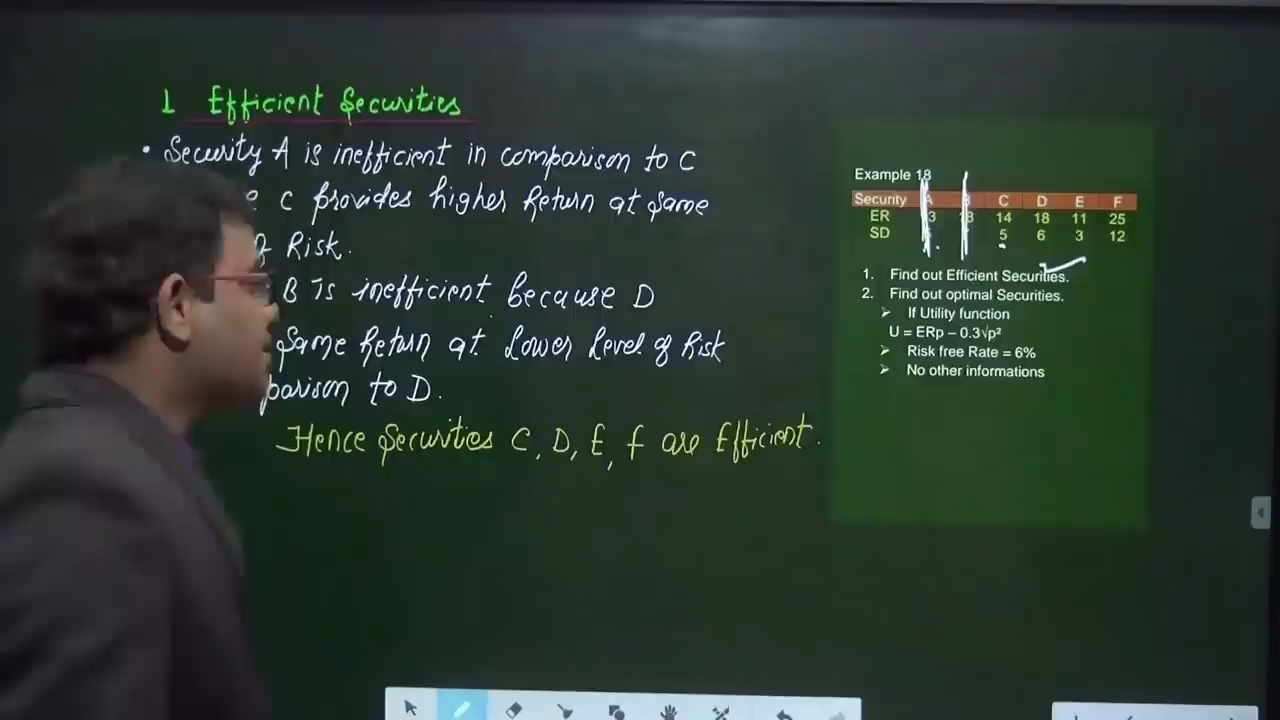 1 Efficient Securities
• Security A is inefficient in comparison to C
C provides higher Return at same
Risk.
B is inefficient because D
same Return at lower level of Risk
to D.
Hence Securities C, D, E, F are Efficient.
Example 18
Security C D E F
ER 14 18 11 25
SD 5 6 3 12
1. Find out Efficient Securities.
2. Find out optimal Securities.
➢ If Utility function
U = ERp – 0.3√p²
➢ Risk free Rate = 6%
➢ No other informations